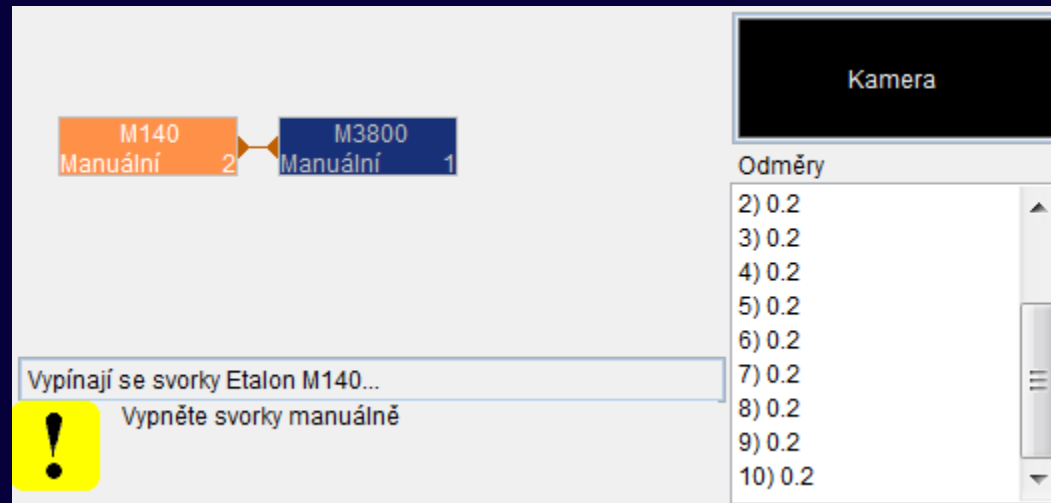 M140
Manuální 2
M3800
Manuální 1
Vypínají se svorky Etalon M140...
!
Vypněte svorky manuálně
Kamera
Odměry
2) 0.2
3) 0.2
4) 0.2
5) 0.2
6) 0.2
7) 0.2
8) 0.2
9) 0.2
10) 0.2